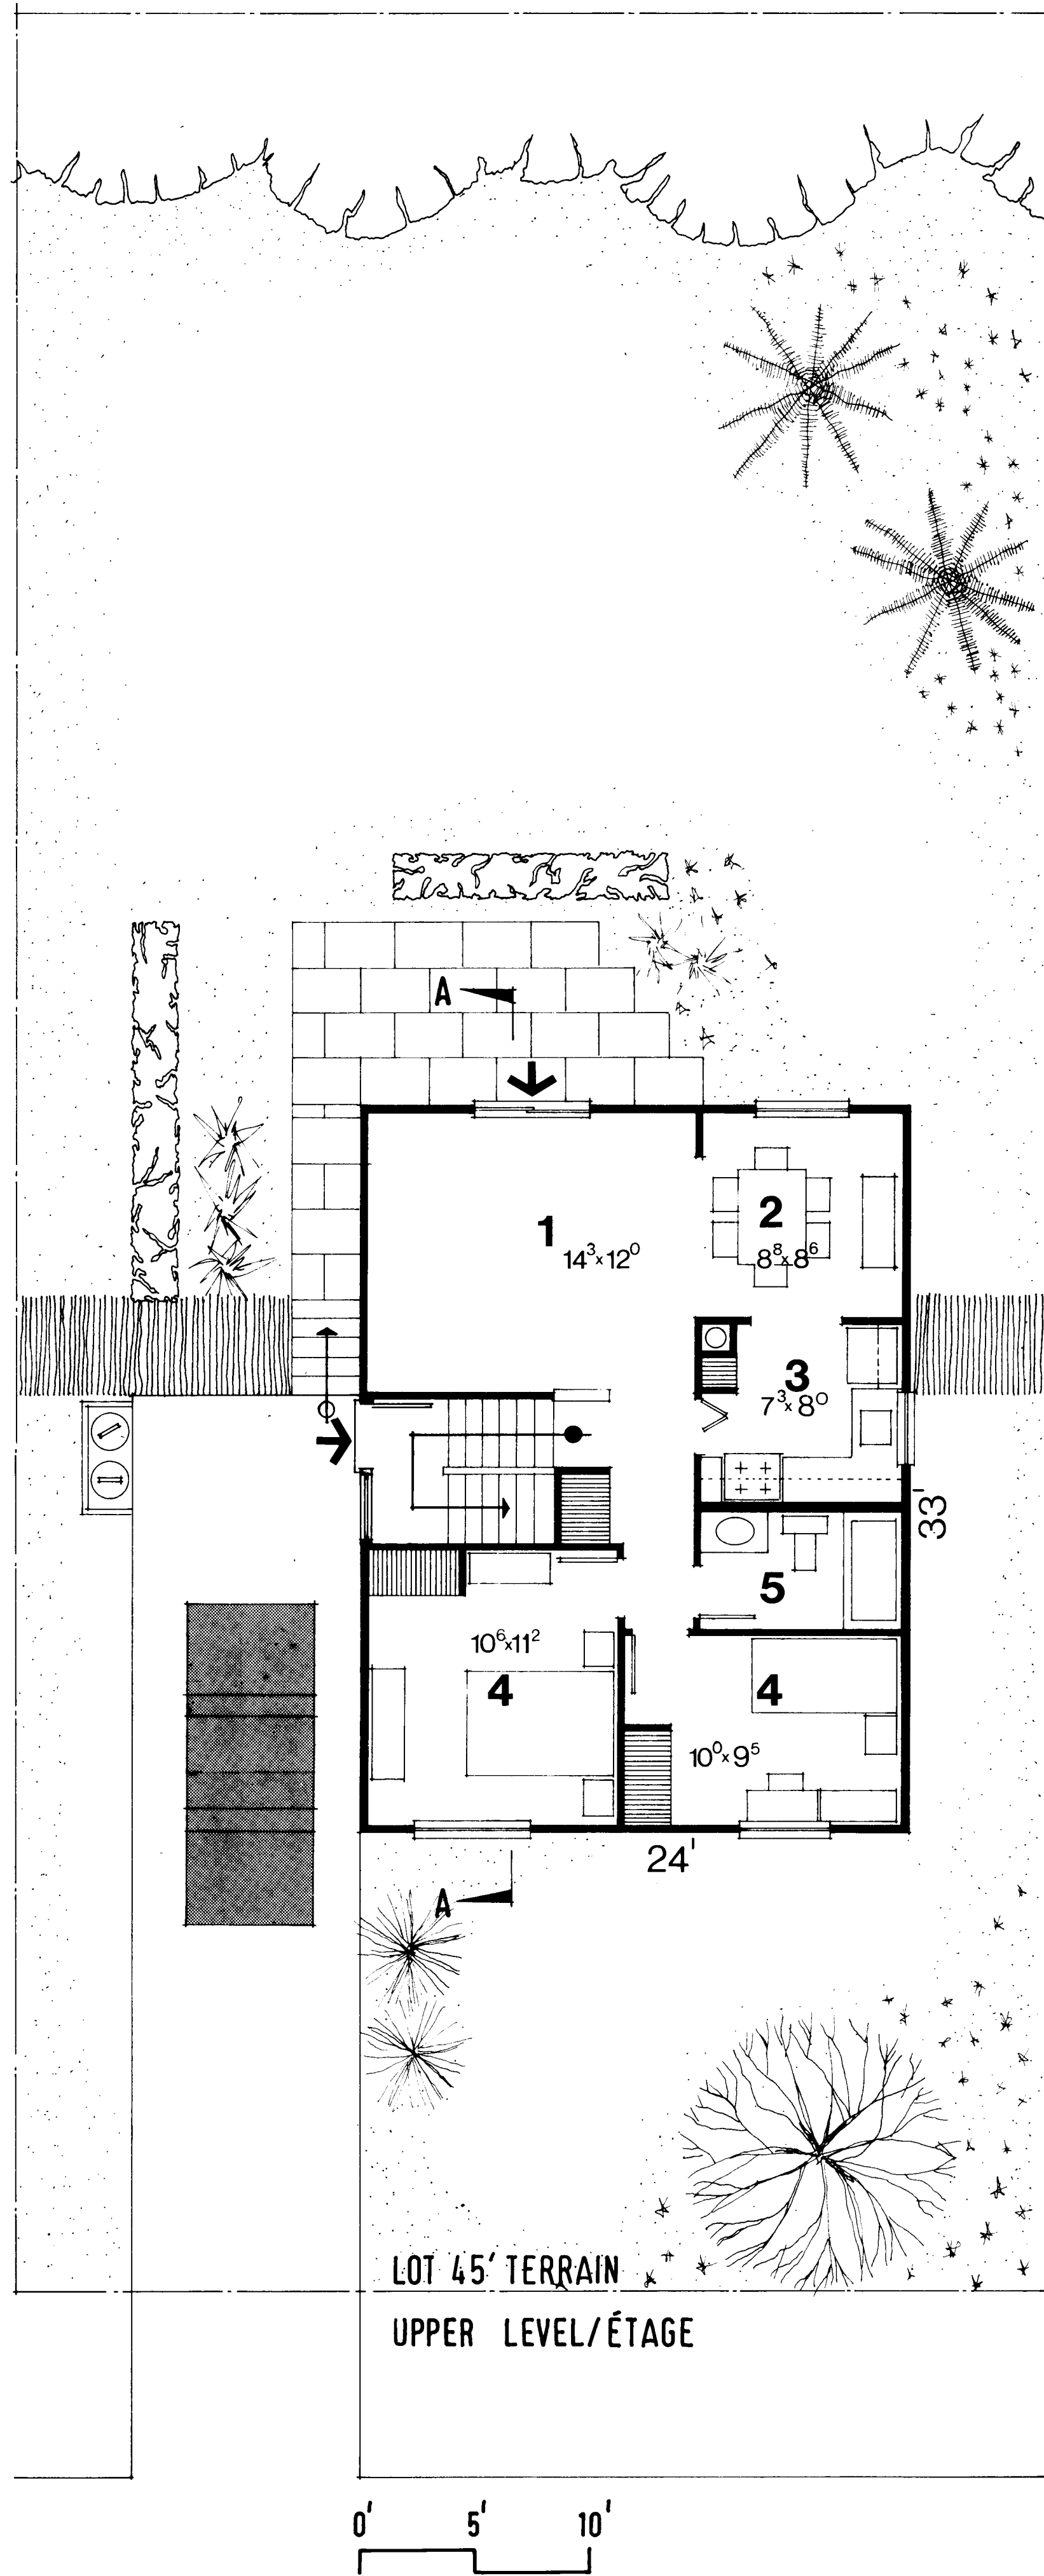 A
1
14³x12⁰
2
8⁸x8⁶
3
7³x8⁰
33'
5
10⁶x11²
4
4
10⁰x9⁵
24'
A
LOT 45' TERRAIN
UPPER LEVEL/ÉTAGE
0' 5' 10'